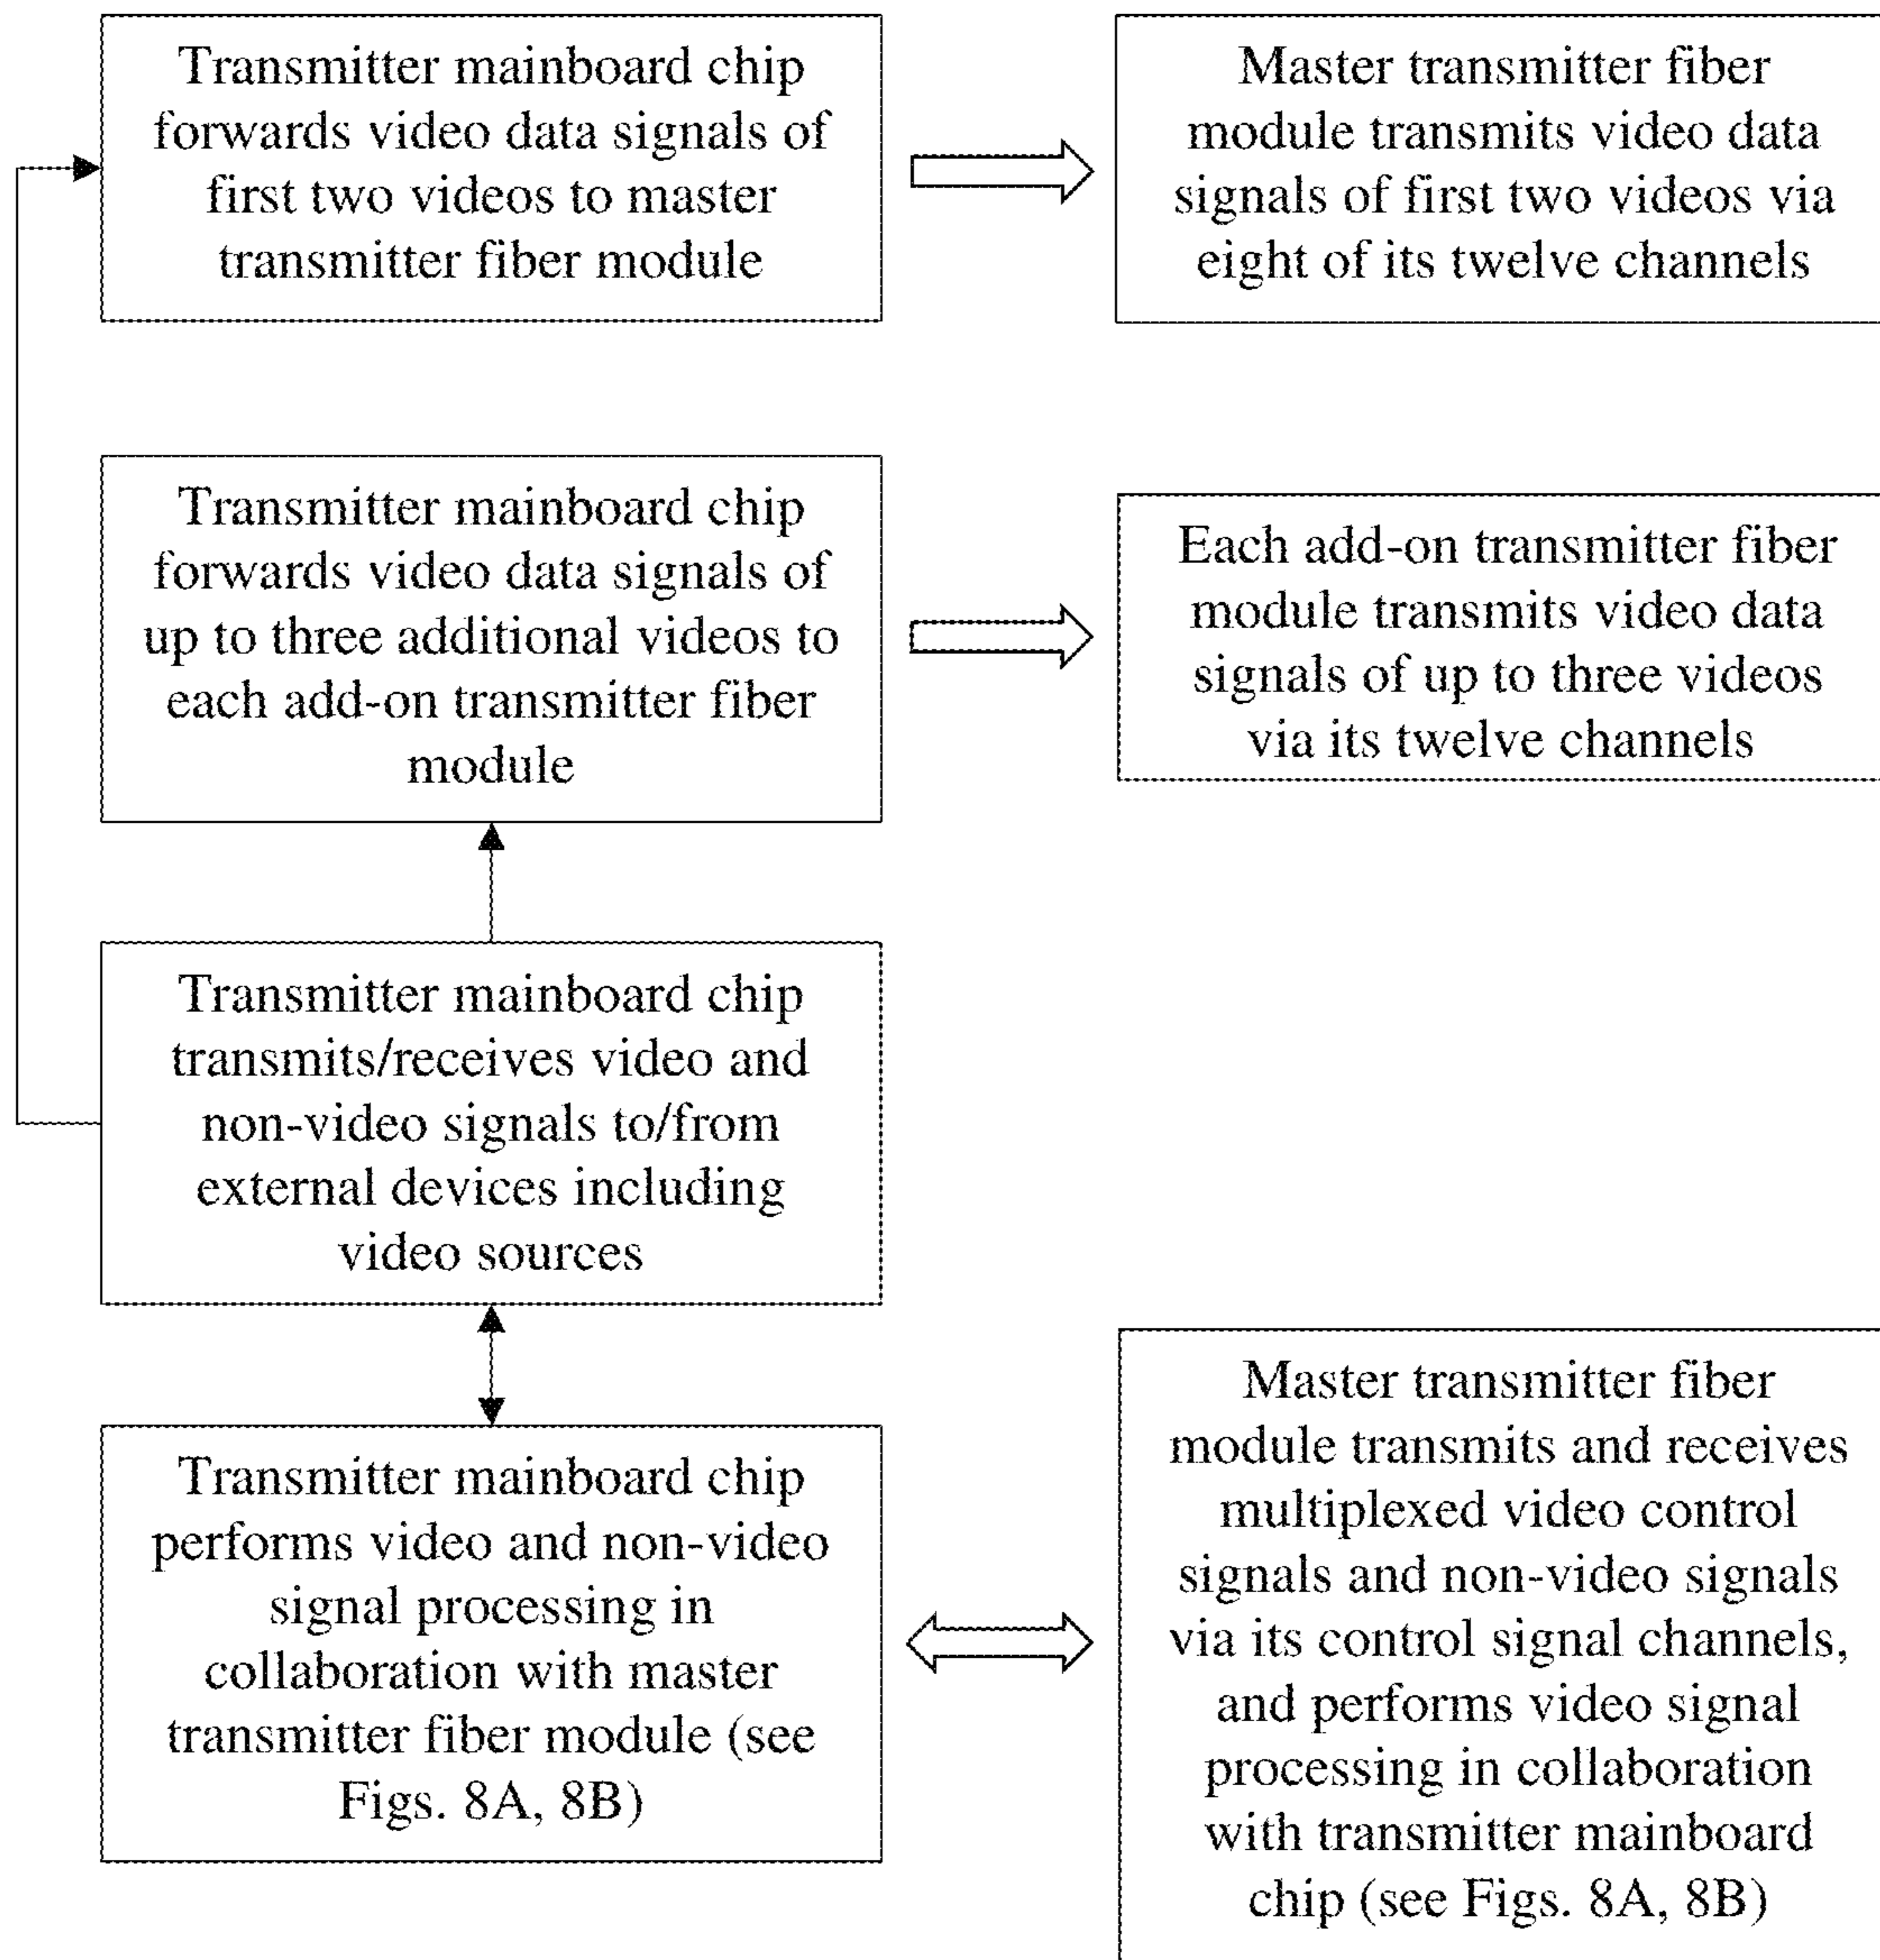 Transmitter mainboard chip
forwards video data signals of
first two videos to master
transmitter fiber module
Master transmitter fiber
module transmits video data
signals of first two videos via
eight of its twelve channels
Transmitter mainboard chip
forwards video data signals of
up to three additional videos to
each add-on transmitter fiber
module
Each add-on transmitter fiber
module transmits video data
signals of up to three videos
via its twelve channels
Transmitter mainboard chip
transmits/receives video and
non-video signals to/from
external devices including
video sources
Transmitter mainboard chip
performs video and non-video
signal processing in
collaboration with master
transmitter fiber module (see
Figs. 8A, 8B)
Master transmitter fiber
module transmits and receives
multiplexed video control
signals and non-video signals
via its control signal channels,
and performs video signal
processing in collaboration
with transmitter mainboard
chip (see Figs. 8A, 8B)